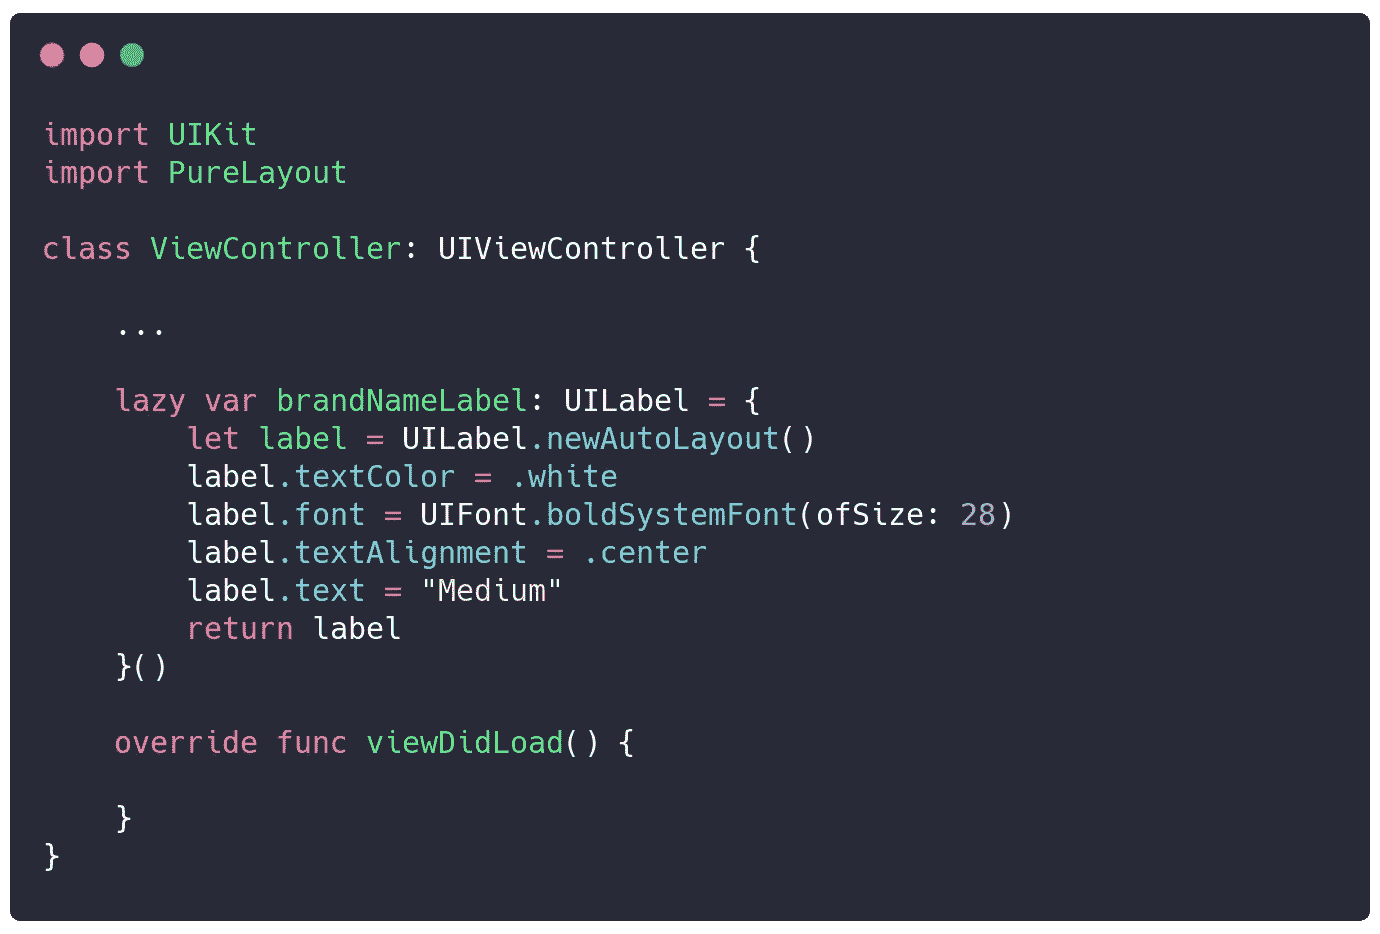 import UIKit
import PureLayout

class ViewController: UIViewController {

    ...

    lazy var brandNameLabel: UILabel = {
        let label = UILabel.newAutoLayout()
        label.textColor = .white
        label.font = UIFont.boldSystemFont(ofSize: 28)
        label.textAlignment = .center
        label.text = "Medium"
        return label
    }()

    override func viewDidLoad() {

    }
}